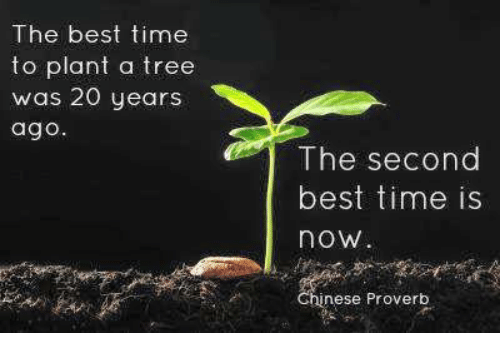 The best time
to plant a tree
was 20 years
ago.
The second
best time is
now.
Chinese Proverb